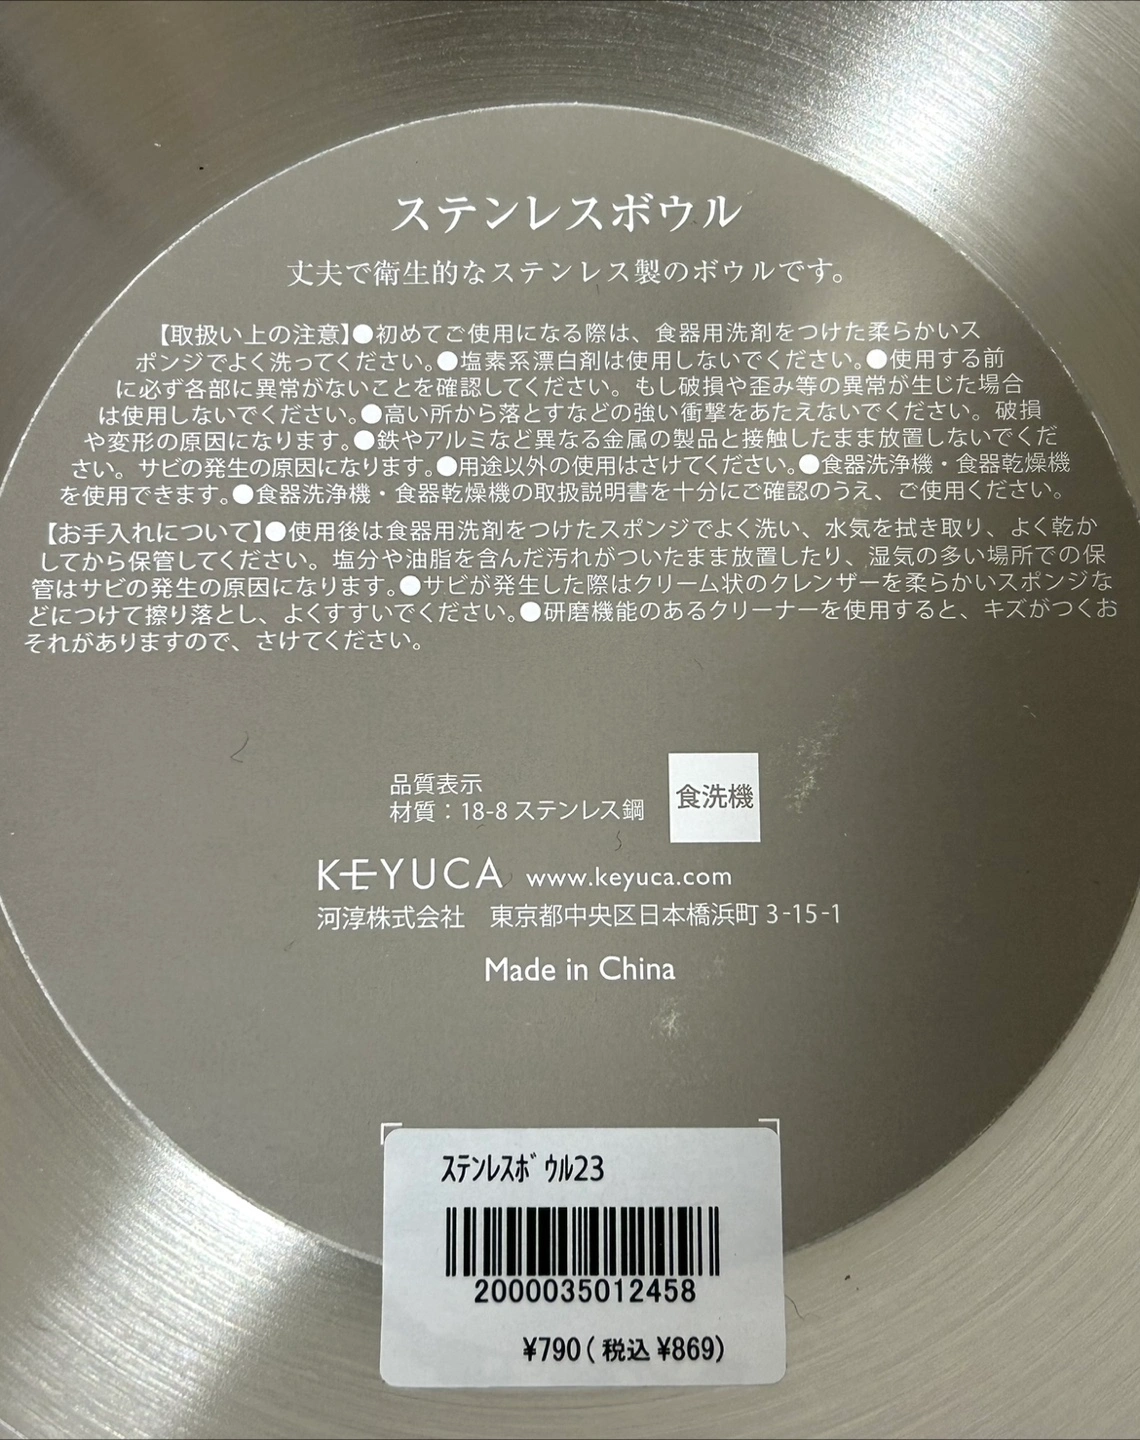 ステンレスボウル
丈夫で衛生的なステンレス製のボウルです。
【取扱い上の注意】●初めてご使用になる際は、食器用洗剤をつけた柔らかいス
ポンジでよく洗ってください。●塩素系漂白剤は使用しないでください。●使用する前
に必ず各部に異常がないことを確認してください。もし破損や歪み等の異常が生じた場合
は使用しないでください。●高い所から落とすなどの強い衝撃をあたえないでください。破損
や変形の原因になります。●鉄やアルミなど異なる金属の製品と接触したまま放置しないでくだ
さい。サビの発生の原因になります。●用途以外の使用はさけてください。●食器洗浄機・食器乾燥機
を使用できます。●食器洗浄機・食器乾燥機の取扱説明書を十分にご確認のうえ、ご使用ください。
【お手入れについて】●使用後は食器用洗剤をつけたスポンジでよく洗い、水気を拭き取り、よく乾か
してから保管してください。塩分や油脂を含んだ汚れがついたまま放置したり、湿気の多い場所での保
管はサビの発生の原因になります。●サビが発生した際はクリーム状のクレンザーを柔らかいスポンジな
どにつけて擦り落とし、よくすすいでください。●研磨機能のあるクリーナーを使用すると、キズがつくお
それがありますので、さけてください。
品質表示
材質：18-8 ステンレス鋼
食洗機
KEYUCA www.keyuca.com
河淳株式会社　東京都中央区日本橋浜町 3-15-1
Made in China
ｽﾃﾝﾚｽﾎﾞｳﾙ23
2000035012458
¥790 ( 税込 ¥869)